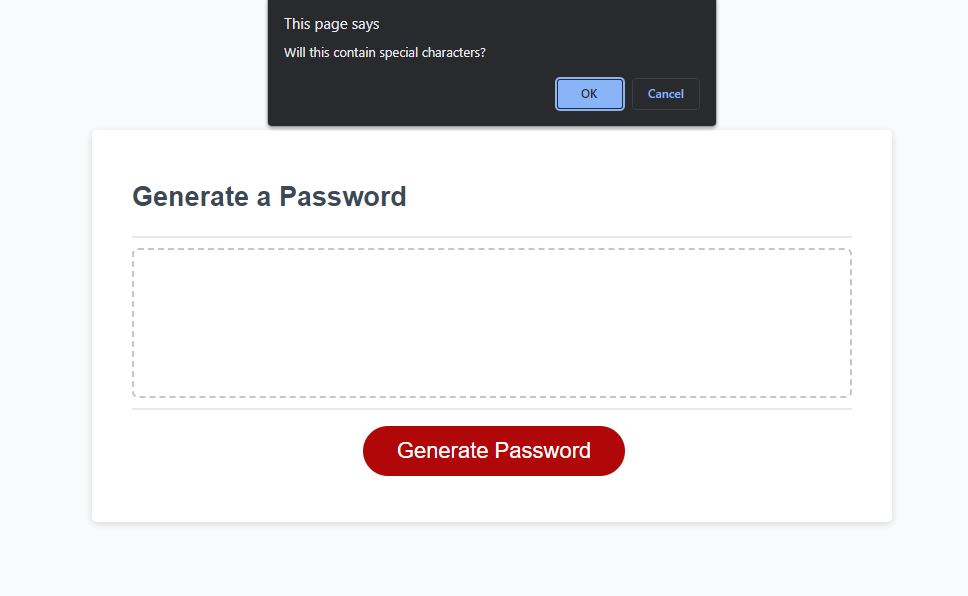 This page says
Will this contain special characters?
OK
Cancel
Generate a Password
Generate Password